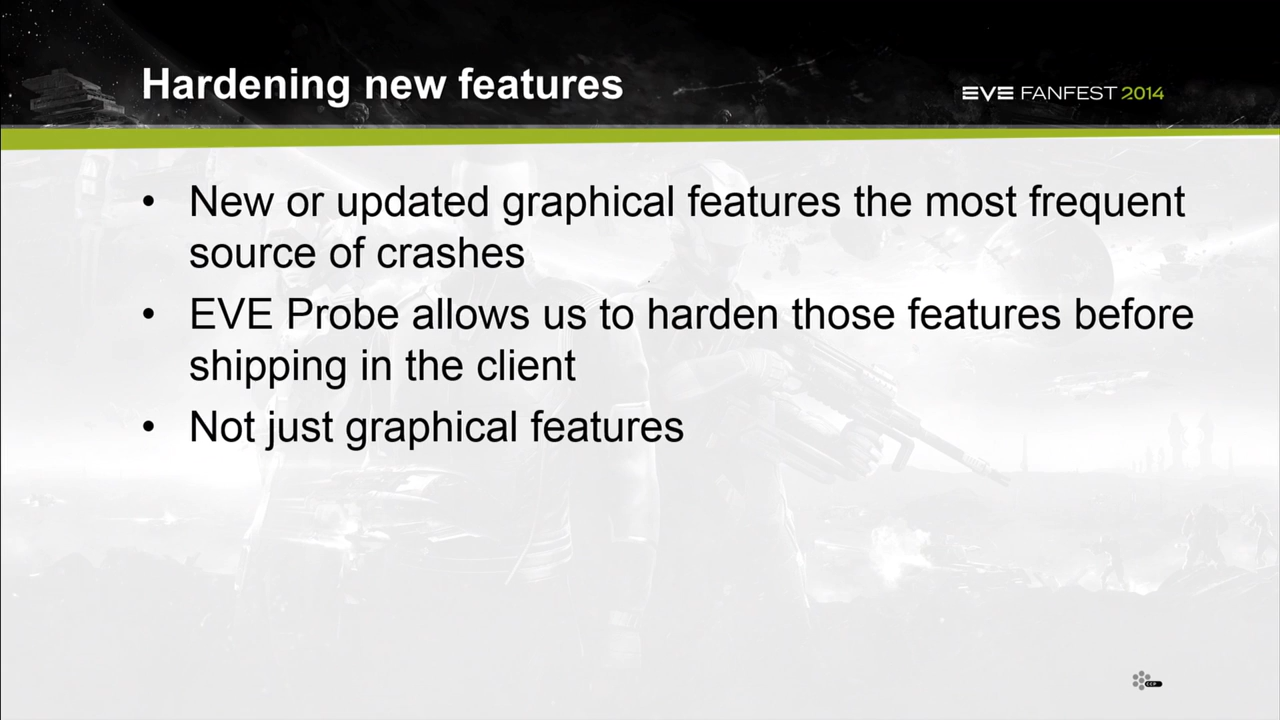 Hardening new features
EVE FANFEST 2014
• New or updated graphical features the most frequent
source of crashes
• EVE Probe allows us to harden those features before
shipping in the client
• Not just graphical features
CCP